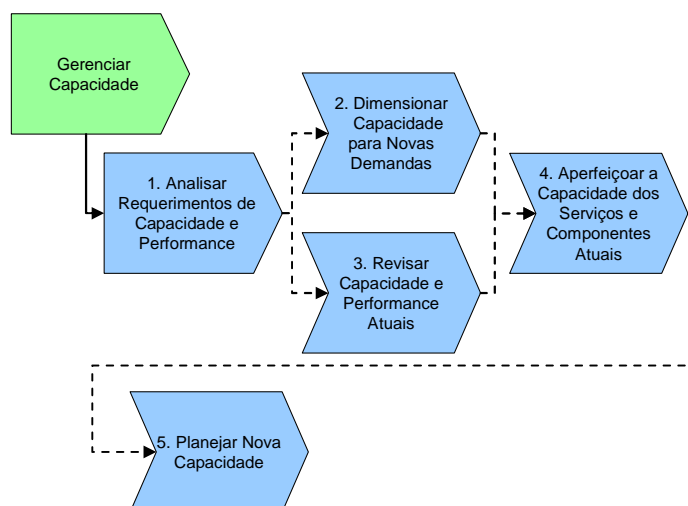 Gerenciar
Capacidade
1. Analisar
Requerimentos de
Capacidade e
Performance
2. Dimensionar
Capacidade
para Novas
Demandas
3. Revisar
Capacidade e
Performance
Atuais
4. Aperfeiçoar a
Capacidade dos
Serviços e
Componentes
Atuais
5. Planejar Nova
Capacidade